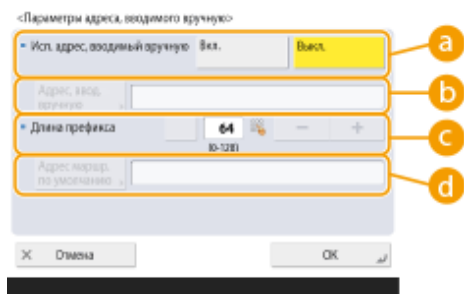 <Параметры адреса, вводимого вручную>
Исп. адрес, вводимый вручную Вкл. Выкл. a
Адрес, ввод.
вручную b
Длина префикса 64 − + c
(0-128)
Адрес маршр.
по умолчанию d
× Отмена OK